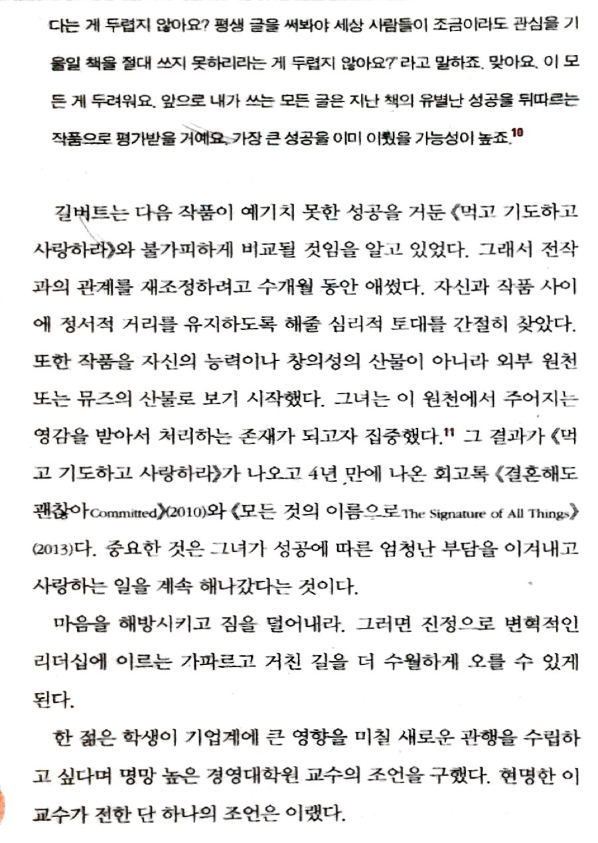 다는 게 두렵지 않아요? 평생 글을 써봐야 세상 사람들이 조금이라도 관심을 기
울일 책을 절대 쓰지 못하리라는 게 두렵지 않아요?” 라고 말하죠. 맞아요. 이 모
든 게 두려워요. 앞으로 내가 쓰는 모든 글은 지난 책의 유별난 성공을 뒤따르는
작품으로 평가받을 거예요. 가장 큰 성공을 이미 이뤘을 가능성이 높죠.10
길버트는 다음 작품이 예기치 못한 성공을 거둔 《먹고 기도하고
사랑하라》와 불가피하게 비교될 것임을 알고 있었다. 그래서 전작
과의 관계를 재조정하려고 수개월 동안 애썼다. 자신과 작품 사이
에 정서적 거리를 유지하도록 해줄 심리적 토대를 간절히 찾았다.
또한 작품을 자신의 능력이나 창의성의 산물이 아니라 외부 원천
또는 뮤즈의 산물로 보기 시작했다. 그녀는 이 원천에서 주어지는
영감을 받아서 처리하는 존재가 되고자 집중했다.11 그 결과가 《먹
고 기도하고 사랑하라》가 나오고 4년 만에 나온 회고록 《결혼해도
괜찮아Committed》(2010)와 《모든 것의 이름으로The Signature of All Things》
(2013)다. 중요한 것은 그녀가 성공에 따른 엄청난 부담을 이겨내고
사랑하는 일을 계속 해나갔다는 것이다.
마음을 해방시키고 짐을 덜어내라. 그러면 진정으로 변혁적인
리더십에 이르는 가파르고 거친 길을 더 수월하게 오를 수 있게
된다.
한 젊은 학생이 기업계에 큰 영향을 미칠 새로운 관행을 수립하
고 싶다며 명망 높은 경영대학원 교수의 조언을 구했다. 현명한 이
교수가 전한 단 하나의 조언은 이랬다.